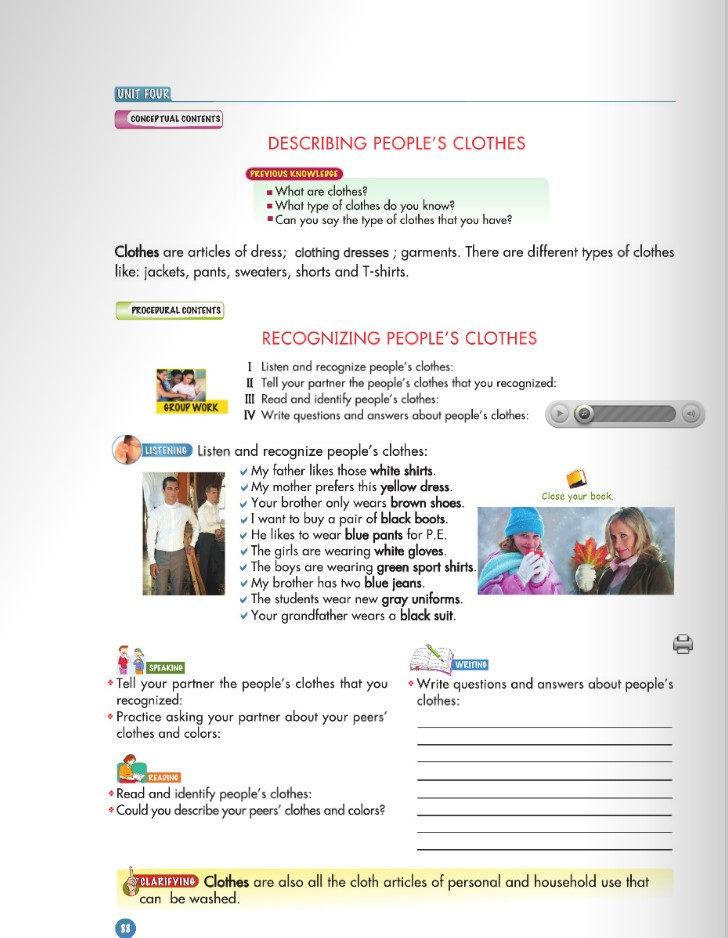 UNIT FOUR
CONCEPTUAL CONTENTS
DESCRIBING PEOPLE'S CLOTHES
PREVIOUS KNOWLEDGE
What are clothes?
What type of clothes do you know?
Can you say the type of clothes that you have?
Clothes are articles of dress; clothing dresses ; garments. There are different types of clothes
like: jackets, pants, sweaters, shorts and T-shirts.
PROCEDURAL CONTENTS
RECOGNIZING PEOPLE'S CLOTHES
GROUP WORK
I Listen and recognize people's clothes:
II Tell your partner the people's clothes that you recognized:
III Read and identify people's clothes:
IV Write questions and answers about people's clothes:
LISTENING Listen and recognize people's clothes:
✓ My father likes those white shirts.
✓ My mother prefers this yellow dress.
✓ Your brother only wears brown shoes.
✓ I want to buy a pair of black boots.
✓ He likes to wear blue pants for P.E.
✓ The girls are wearing white gloves.
✓ The boys are wearing green sport shirts.
✓ My brother has two blue jeans.
✓ The students wear new gray uniforms.
✓ Your grandfather wears a black suit.
Close your book.
SPEAKING
Tell your partner the people's clothes that you
recognized:
Practice asking your partner about your peers'
clothes and colors:
READING
Read and identify people's clothes:
Could you describe your peers' clothes and colors?
WRITING
Write questions and answers about people's
clothes:
CLARIFYING Clothes are also all the cloth articles of personal and household use that
can be washed.
88